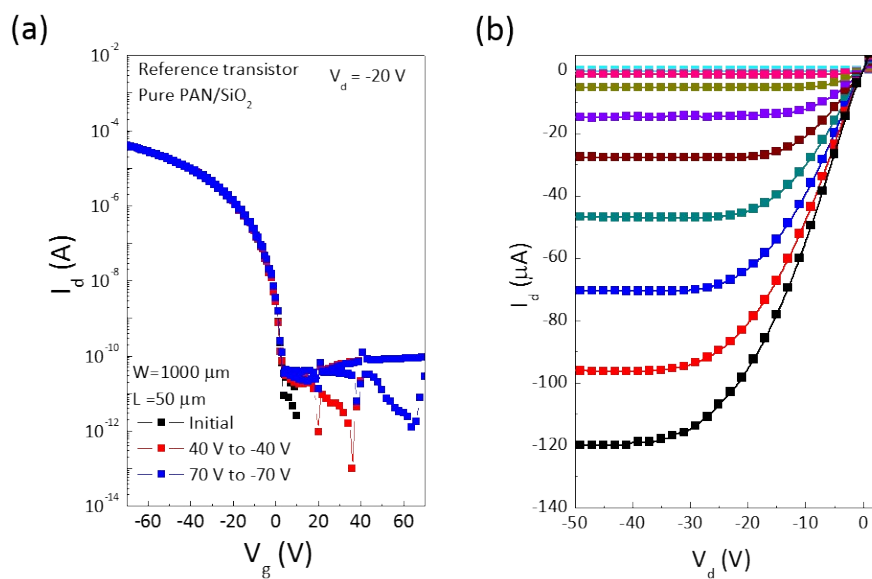 (a)
10⁻²
10⁻⁴
10⁻⁶
10⁻⁸
10⁻¹⁰
10⁻¹²
10⁻¹⁴
I_d (A)
Reference transistor
V_d = -20 V
Pure PAN/SiO₂
W=1000 µm
L =50 µm
Initial
40 V to -40 V
70 V to -70 V
-60 -40 -20 0 20 40 60
V_g (V)
(b)
0
-20
-40
-60
-80
-100
-120
-140
I_d (µA)
-50 -40 -30 -20 -10 0
V_d (V)